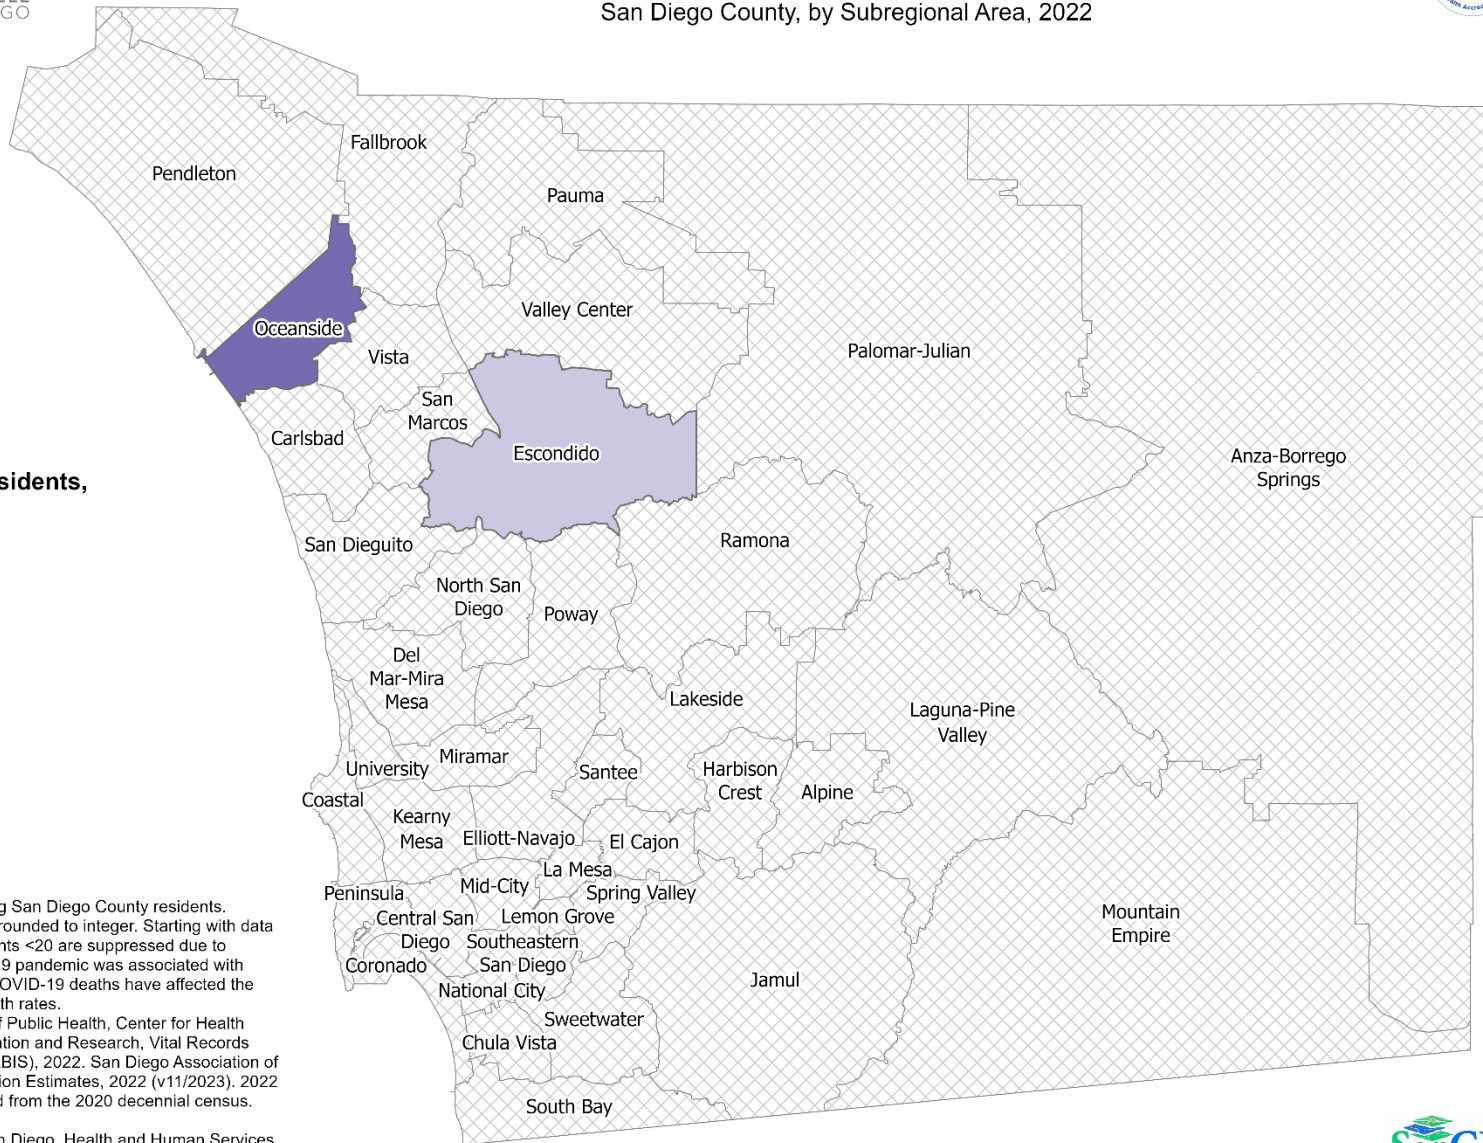 GO
San Diego County, by Subregional Area, 2022
Fallbrook
Pendleton
Pauma
Valley Center
Oceanside
Vista
Palomar-Julian
San
Marcos
Carlsbad
Escondido
Anza-Borrego
Springs
sidents,
San Dieguito
Ramona
North San
Diego
Poway
Del
Mar-Mira
Mesa
Lakeside
Laguna-Pine
Valley
Miramar
University
Santee
Harbison
Crest
Alpine
Coastal
Kearny
Mesa
Elliott-Navajo
El Cajon
La Mesa
Mid-City
Peninsula
Spring Valley
Central San
Diego
Lemon Grove
Southeastern
San Diego
Coronado
National City
Jamul
Mountain
Empire
Sweetwater
Chula Vista
South Bay
g San Diego County residents.
rounded to integer. Starting with data
nts <20 are suppressed due to
9 pandemic was associated with
OVID-19 deaths have affected the
th rates.
f Public Health, Center for Health
ation and Research, Vital Records
BIS), 2022. San Diego Association of
ion Estimates, 2022 (v11/2023). 2022
d from the 2020 decennial census.
n Diego, Health and Human Services